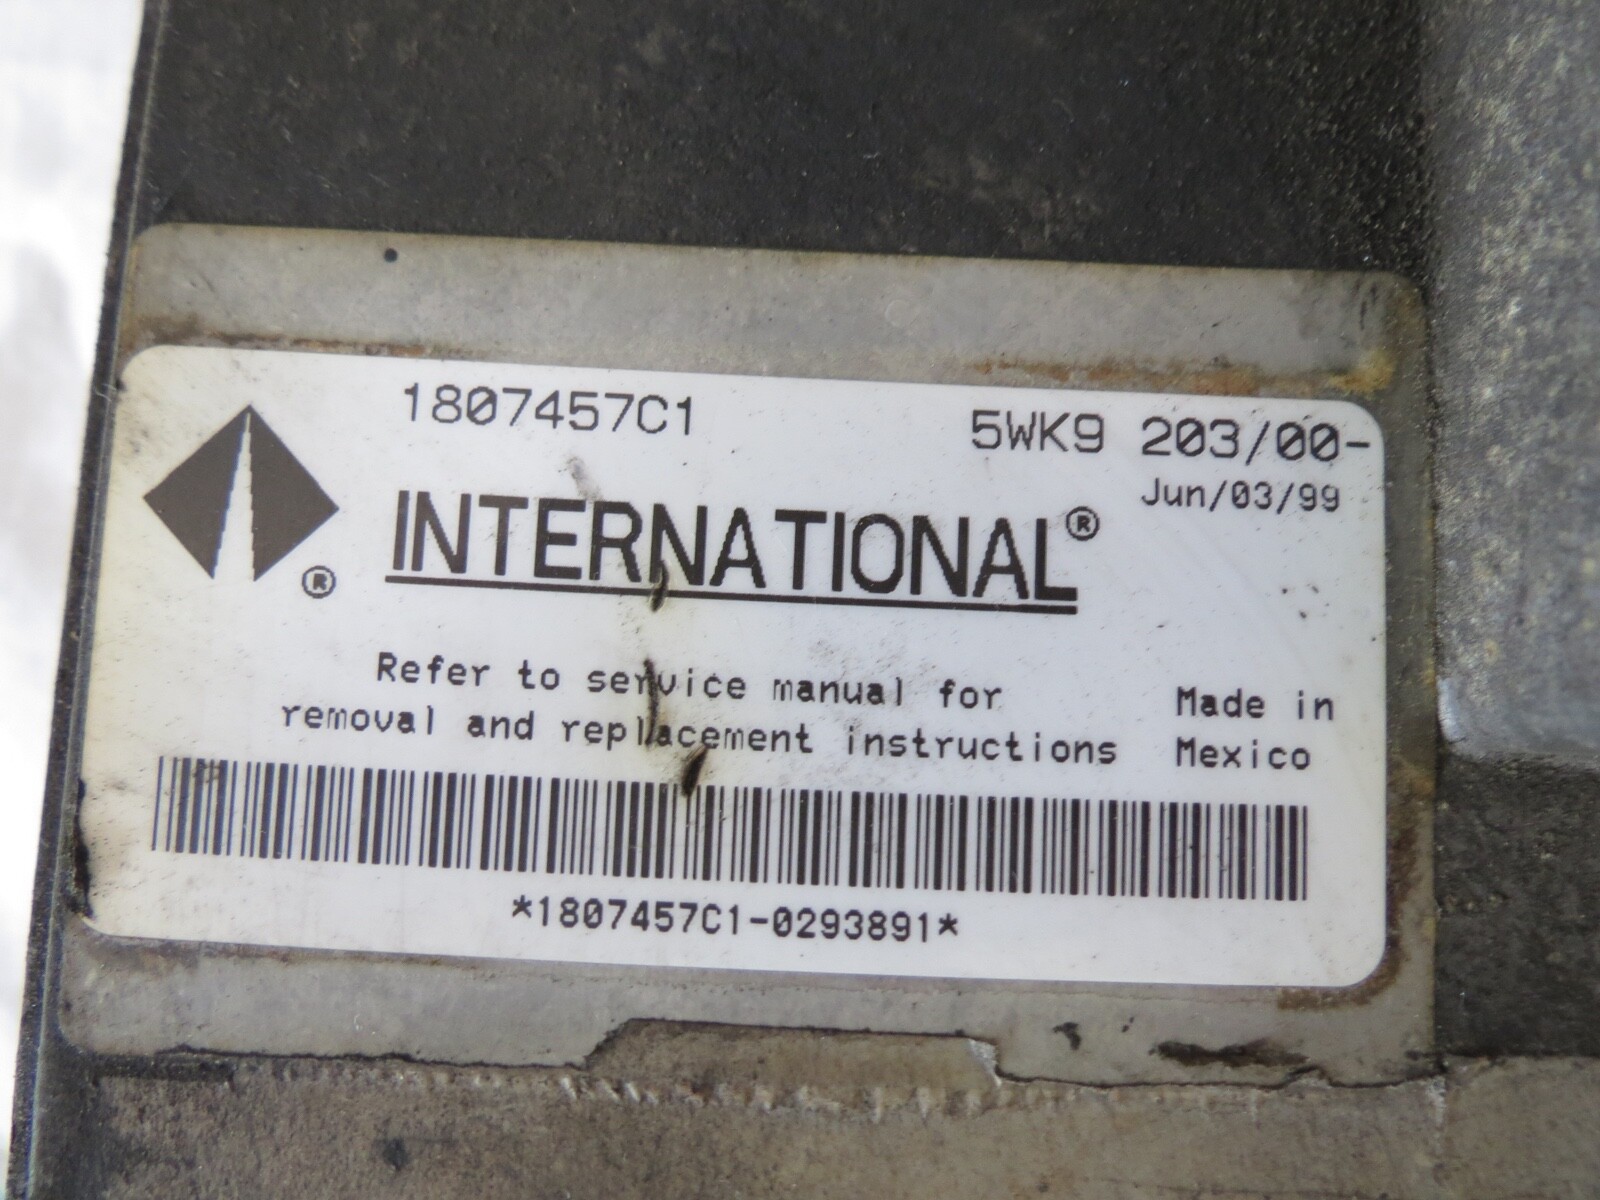 1807457C1 5WK9 203/00-
Jun/03/99
INTERNATIONAL®
®
Refer to service manual for
removal and replacement instructions
Made in
Mexico
*1807457C1-0293891*